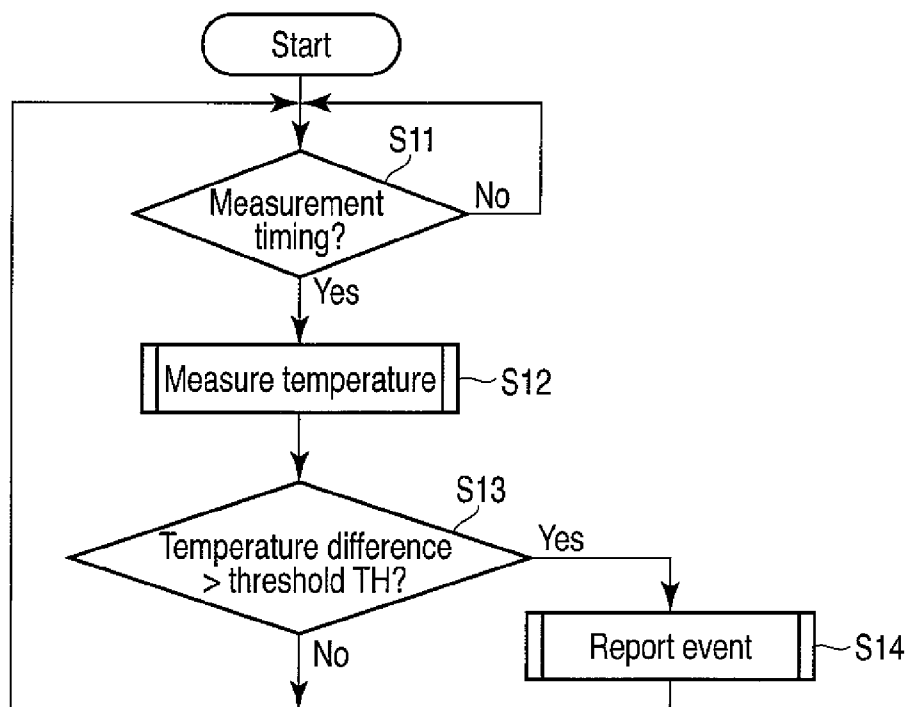 Start
S11
Measurement
timing?
No
Yes
Measure temperature
S12
S13
Temperature difference
> threshold TH?
Yes
No
Report event
S14